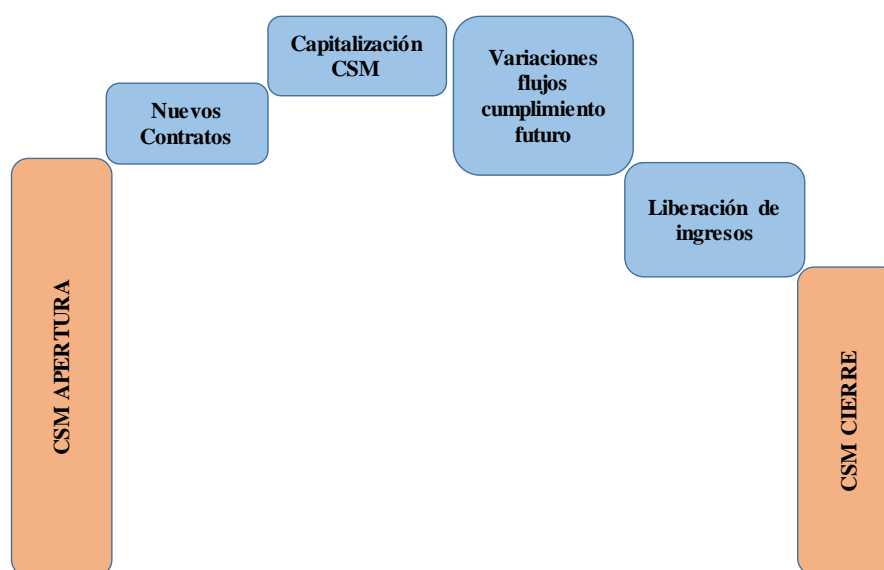 CSM APERTURA
Nuevos
Contratos
Capitalización
CSM
Variaciones
flujos
cumplimiento
futuro
Liberación de
ingresos
CSM CIERRE